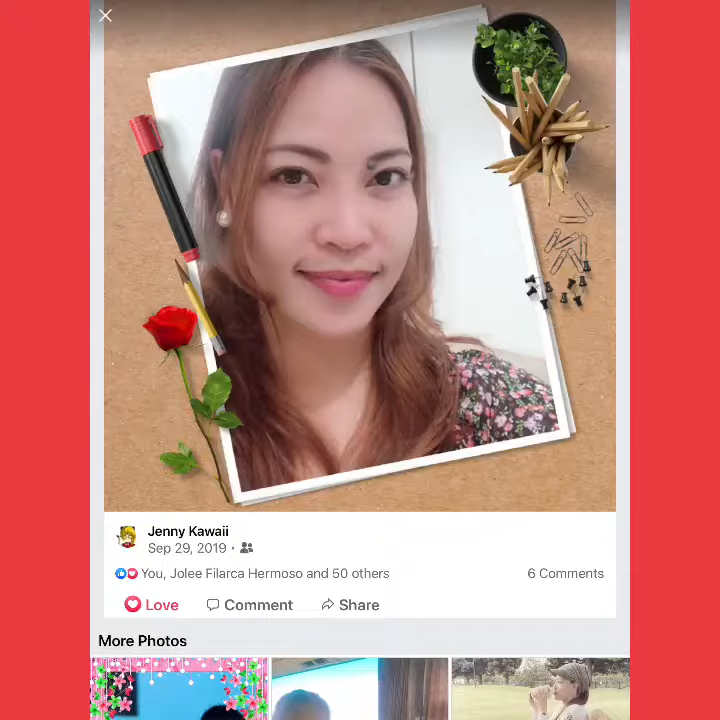 Jenny Kawaii
Sep 29, 2019 ·
You, Jolee Filarca Hermoso and 50 others
6 Comments
Love
Comment
Share
More Photos